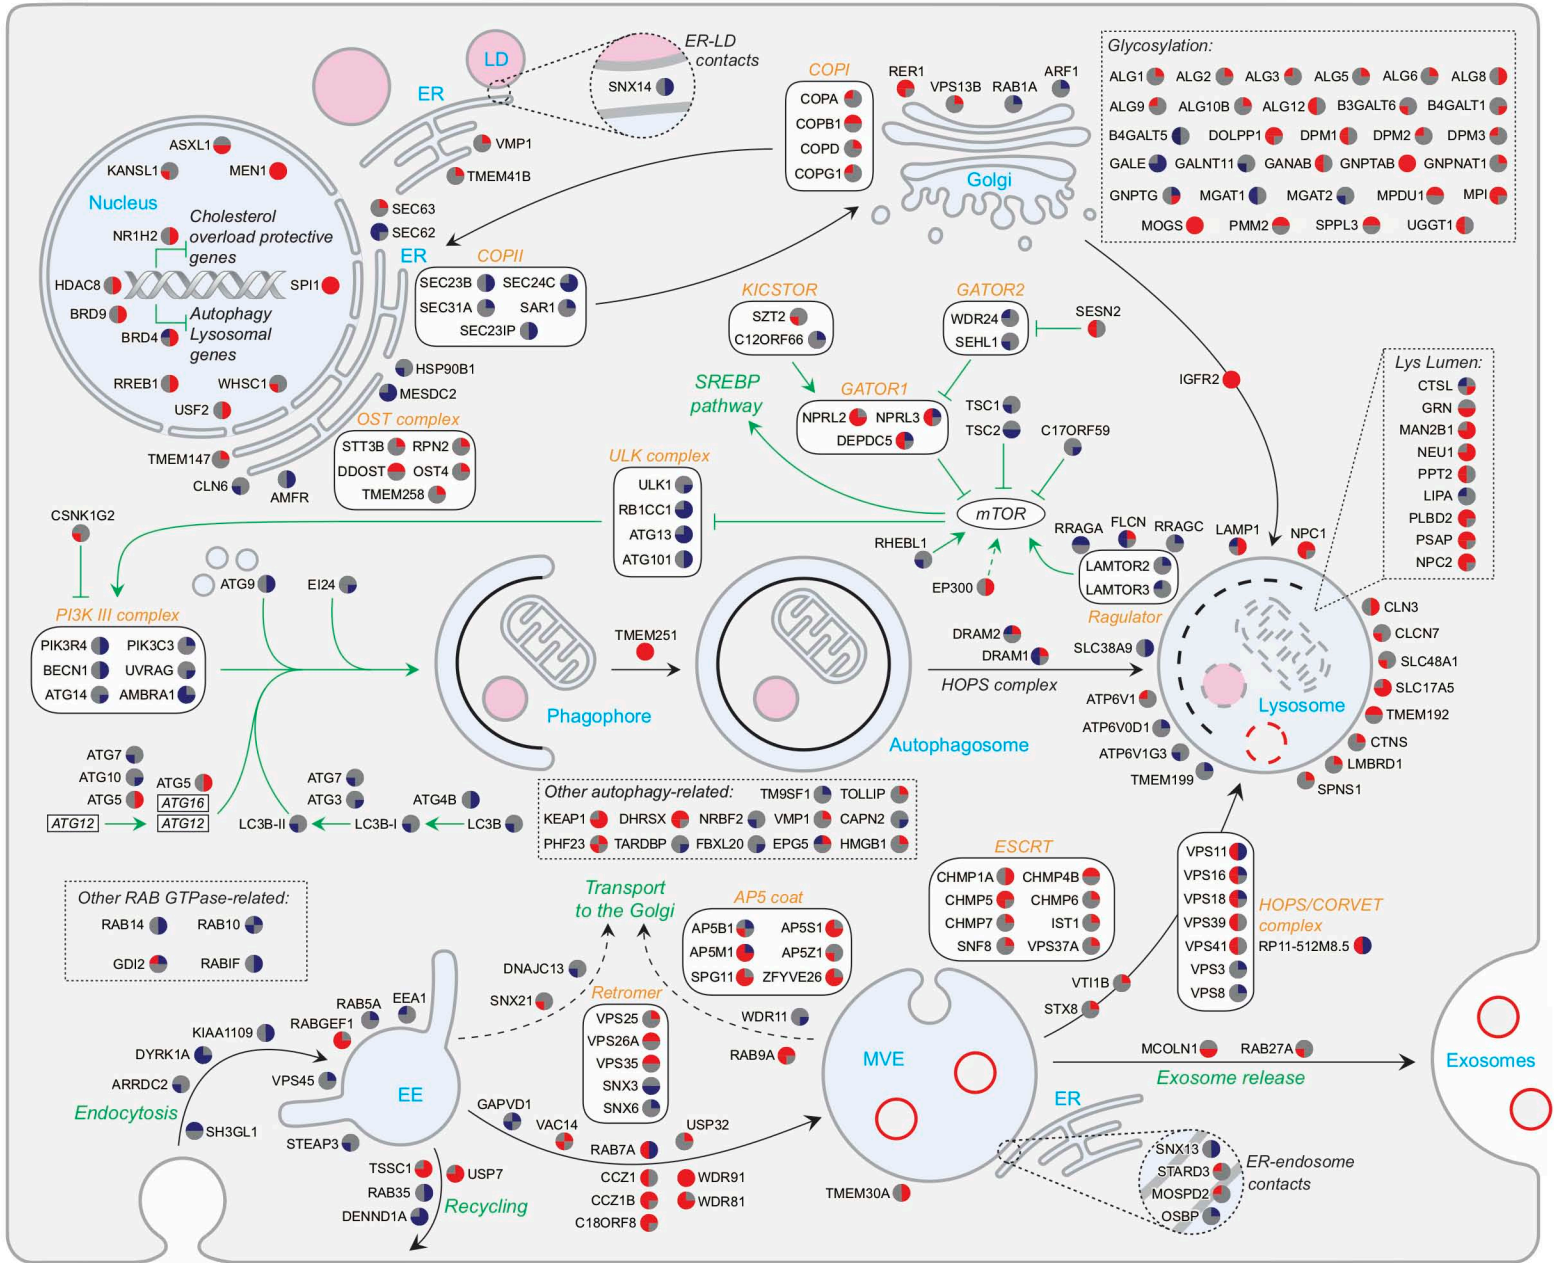 LD
ER-LD
contacts
SNX14
ER
VMP1
TMEM41B
SEC63
SEC62
ER
ASXL1
KANSL1
MEN1
Nucleus
Cholesterol
overload protective
genes
NR1H2
HDAC8
SPI1
BRD9
BRD4
Autophagy
Lysosomal
genes
RREB1
WHSC1
USF2
TMEM147
CLN6
AMFR
COPI
COPA
COPB1
COPD
COPG1
RER1
VPS13B
RAB1A
ARF1
Golgi
Glycosylation:
ALG1 ALG2 ALG3 ALG5 ALG6 ALG8
ALG9 ALG10B ALG12 B3GALT6 B4GALT1
B4GALT5 DOLPP1 DPM1 DPM2 DPM3
GALE GALNT11 GANAB GNPTAB GNPNAT1
GNPTG MGAT1 MGAT2 MPDU1 MPI
MOGS PMM2 SPPL3 UGGT1
COPII
SEC23B SEC24C
SEC31A SAR1
SEC23IP
HSP90B1
MESDC2
OST complex
STT3B RPN2
DDOST OST4
TMEM258
KICSTOR
SZT2
C12ORF66
GATOR2
WDR24
SEHL1
SESN2
SREBP
pathway
GATOR1
NPRL2 NPRL3
DEPDC5
TSC1
TSC2
C17ORF59
IGFR2
mTOR
ULK complex
ULK1
RB1CC1
ATG13
ATG101
RHEBL1
EP300
RRAGA
FLCN
RRAGC
LAMTOR2
LAMTOR3
Ragulator
LAMP1
NPC1
Lys Lumen:
CTSL
GRN
MAN2B1
NEU1
PPT2
LIPA
PLBD2
PSAP
NPC2
CSNK1G2
PI3K III complex
PIK3R4 PIK3C3
BECN1 UVRAG
ATG14 AMBRA1
ATG9
EI24
Phagophore
TMEM251
Autophagosome
DRAM2
DRAM1
HOPS complex
SLC38A9
ATP6V1
ATP6V0D1
ATP6V1G3
TMEM199
Lysosome
CLN3
CLCN7
SLC48A1
SLC17A5
TMEM192
CTNS
LMBRD1
SPNS1
ATG7
ATG10
ATG5
ATG12
ATG5
ATG16
ATG12
LC3B-II
ATG7
ATG3
LC3B-I
ATG4B
LC3B
Other autophagy-related: TM9SF1 TOLLIP
KEAP1 DHRSX NRBF2 VMP1 CAPN2
PHF23 TARDBP FBXL20 EPG5 HMGB1
Other RAB GTPase-related:
RAB14 RAB10
GDI2 RABIF
Transport
to the Golgi
AP5 coat
AP5B1 AP5S1
AP5M1 AP5Z1
SPG11 ZFYVE26
ESCRT
CHMP1A CHMP4B
CHMP5 CHMP6
CHMP7 IST1
SNF8 VPS37A
VPS11
VPS16
VPS18
VPS39
VPS41
VPS3
VPS8
HOPS/CORVET
complex
RP11-512M8.5
VTI1B
STX8
DNAJC13
SNX21
Retromer
VPS25
VPS26A
VPS35
SNX3
SNX6
WDR11
RAB9A
MVE
MCOLN1 RAB27A
Exosome release
Exosomes
KIAA1109
DYRK1A
ARRDC2
Endocytosis
SH3GL1
RABGEF1
RAB5A
EEA1
VPS45
EE
STEAP3
TSSC1
USP7
RAB35
DENND1A
Recycling
GAPVD1
VAC14
RAB7A
USP32
CCZ1 WDR91
CCZ1B WDR81
C18ORF8
TMEM30A
ER
SNX13
STARD3
MOSPD2
OSBP
ER-endosome
contacts